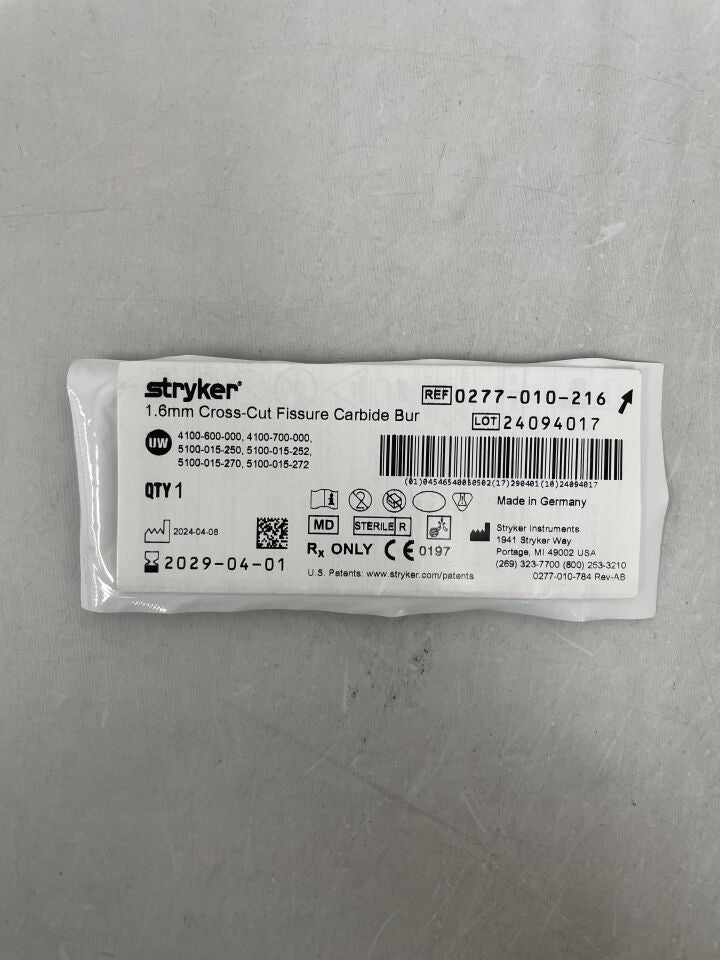 stryker®
REF 0277-010-216
1.6mm Cross-Cut Fissure Carbide Bur
LOT 24094017
UW 4100-600-000, 4100-700-000,
5100-015-250, 5100-015-252,
5100-015-270, 5100-015-272
(01)04546540050502(17)290401(10)24094017
QTY 1
Made in Germany
2024-04-08
MD STERILE R
Stryker Instruments
1941 Stryker Way
Portage, MI 49002 USA
(269) 323-7700 (800) 253-3210
0277-010-784 Rev-AB
2029-04-01
Rx ONLY CE 0197
U.S. Patents: www.stryker.com/patents